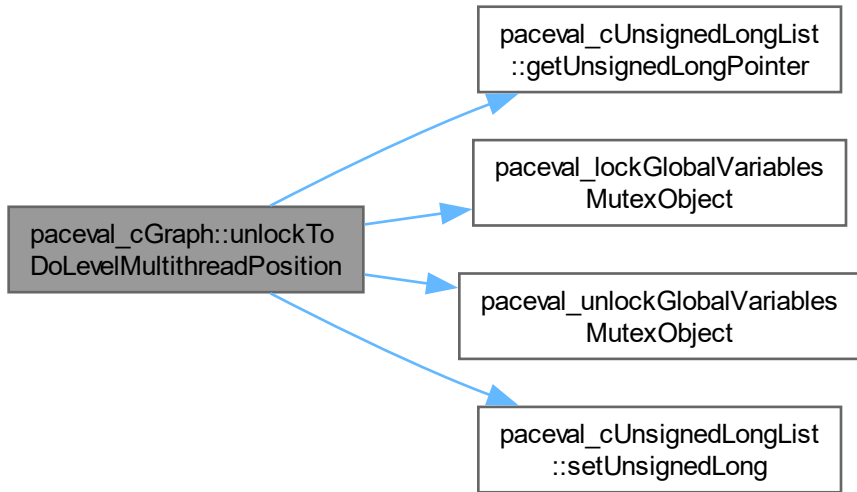 paceval_cUnsignedLongList
::getUnsignedLongPointer
paceval_lockGlobalVariables
MutexObject
paceval_cGraph::unlockTo
DoLevelMultithreadPosition
paceval_unlockGlobalVariables
MutexObject
paceval_cUnsignedLongList
::setUnsignedLong